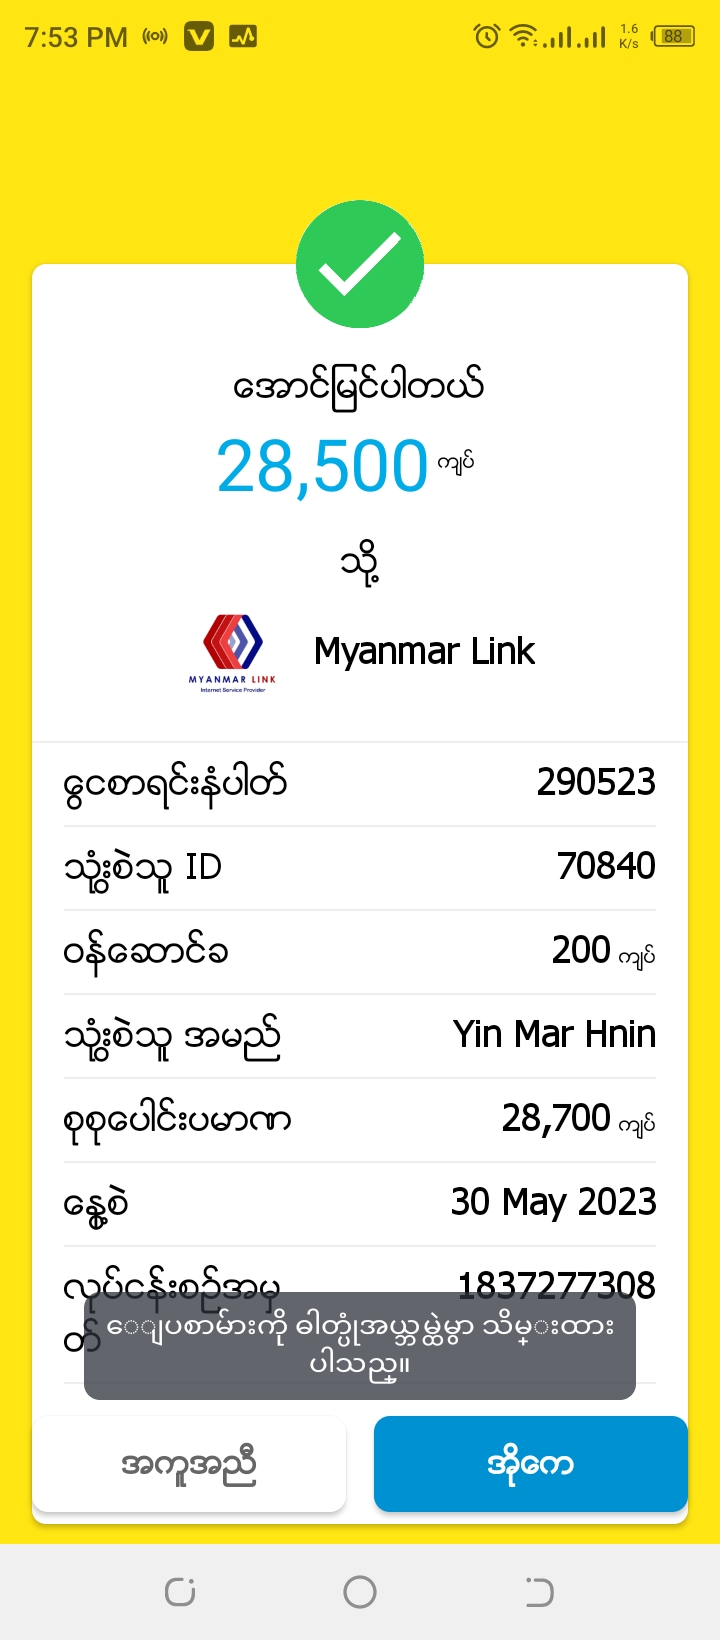 7:53 PM
1.6
K/s
88
အောင်မြင်ပါတယ်
28,500 ကျပ်
သို့
MYANMAR LINK
Internet Service Provider
Myanmar Link
ငွေစာရင်းနံပါတ် 290523
သုံးစွဲသူ ID 70840
ဝန်ဆောင်ခ 200 ကျပ်
သုံးစွဲသူ အမည် Yin Mar Hnin
စုစုပေါင်းပမာဏ 28,700 ကျပ်
နေ့စွဲ 30 May 2023
လုပ်ငန်းစဉ်အမှ 1837277308
တ်
ေျပစာမ်ားကို ဓါတ္ပံုအယ္ဘမ္ထဲမွာ သိမ္းထား
ပါသည္။
အကူအညီ
အိုကေ